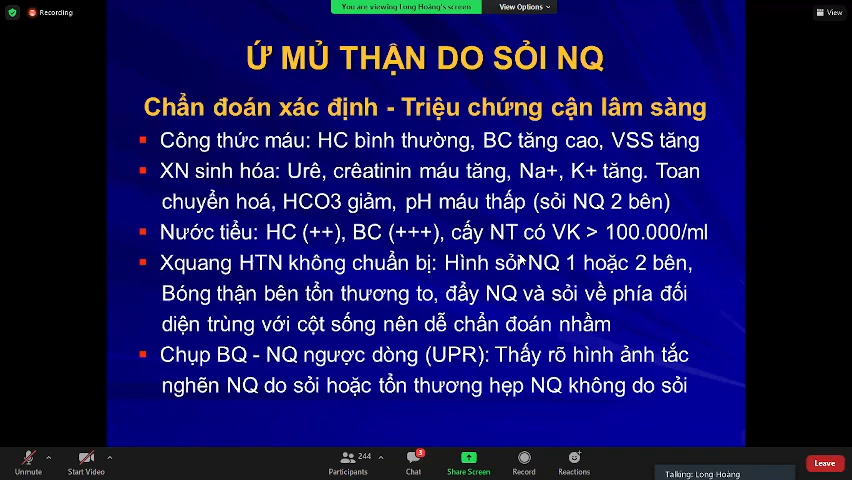 You are viewing Long Hoàng's screen
View Options
Recording
View
Ứ MỦ THẬN DO SỎI NQ
Chẩn đoán xác định - Triệu chứng cận lâm sàng
Công thức máu: HC bình thường, BC tăng cao, VSS tăng
XN sinh hóa: Urê, crêatinin máu tăng, Na+, K+ tăng. Toan
chuyển hoá, HCO3 giảm, pH máu thấp (sỏi NQ 2 bên)
Nước tiểu: HC (++), BC (+++), cấy NT có VK > 100.000/ml
Xquang HTN không chuẩn bị: Hình sỏi NQ 1 hoặc 2 bên,
Bóng thận bên tổn thương to, đẩy NQ và sỏi về phía đối
diện trùng với cột sống nên dễ chẩn đoán nhầm
Chụp BQ - NQ ngược dòng (UPR): Thấy rõ hình ảnh tắc
nghẽn NQ do sỏi hoặc tổn thương hẹp NQ không do sỏi
Unmute
Start Video
244
Participants
3
Chat
Share Screen
Record
Reactions
Leave
Talking: Long Hoàng